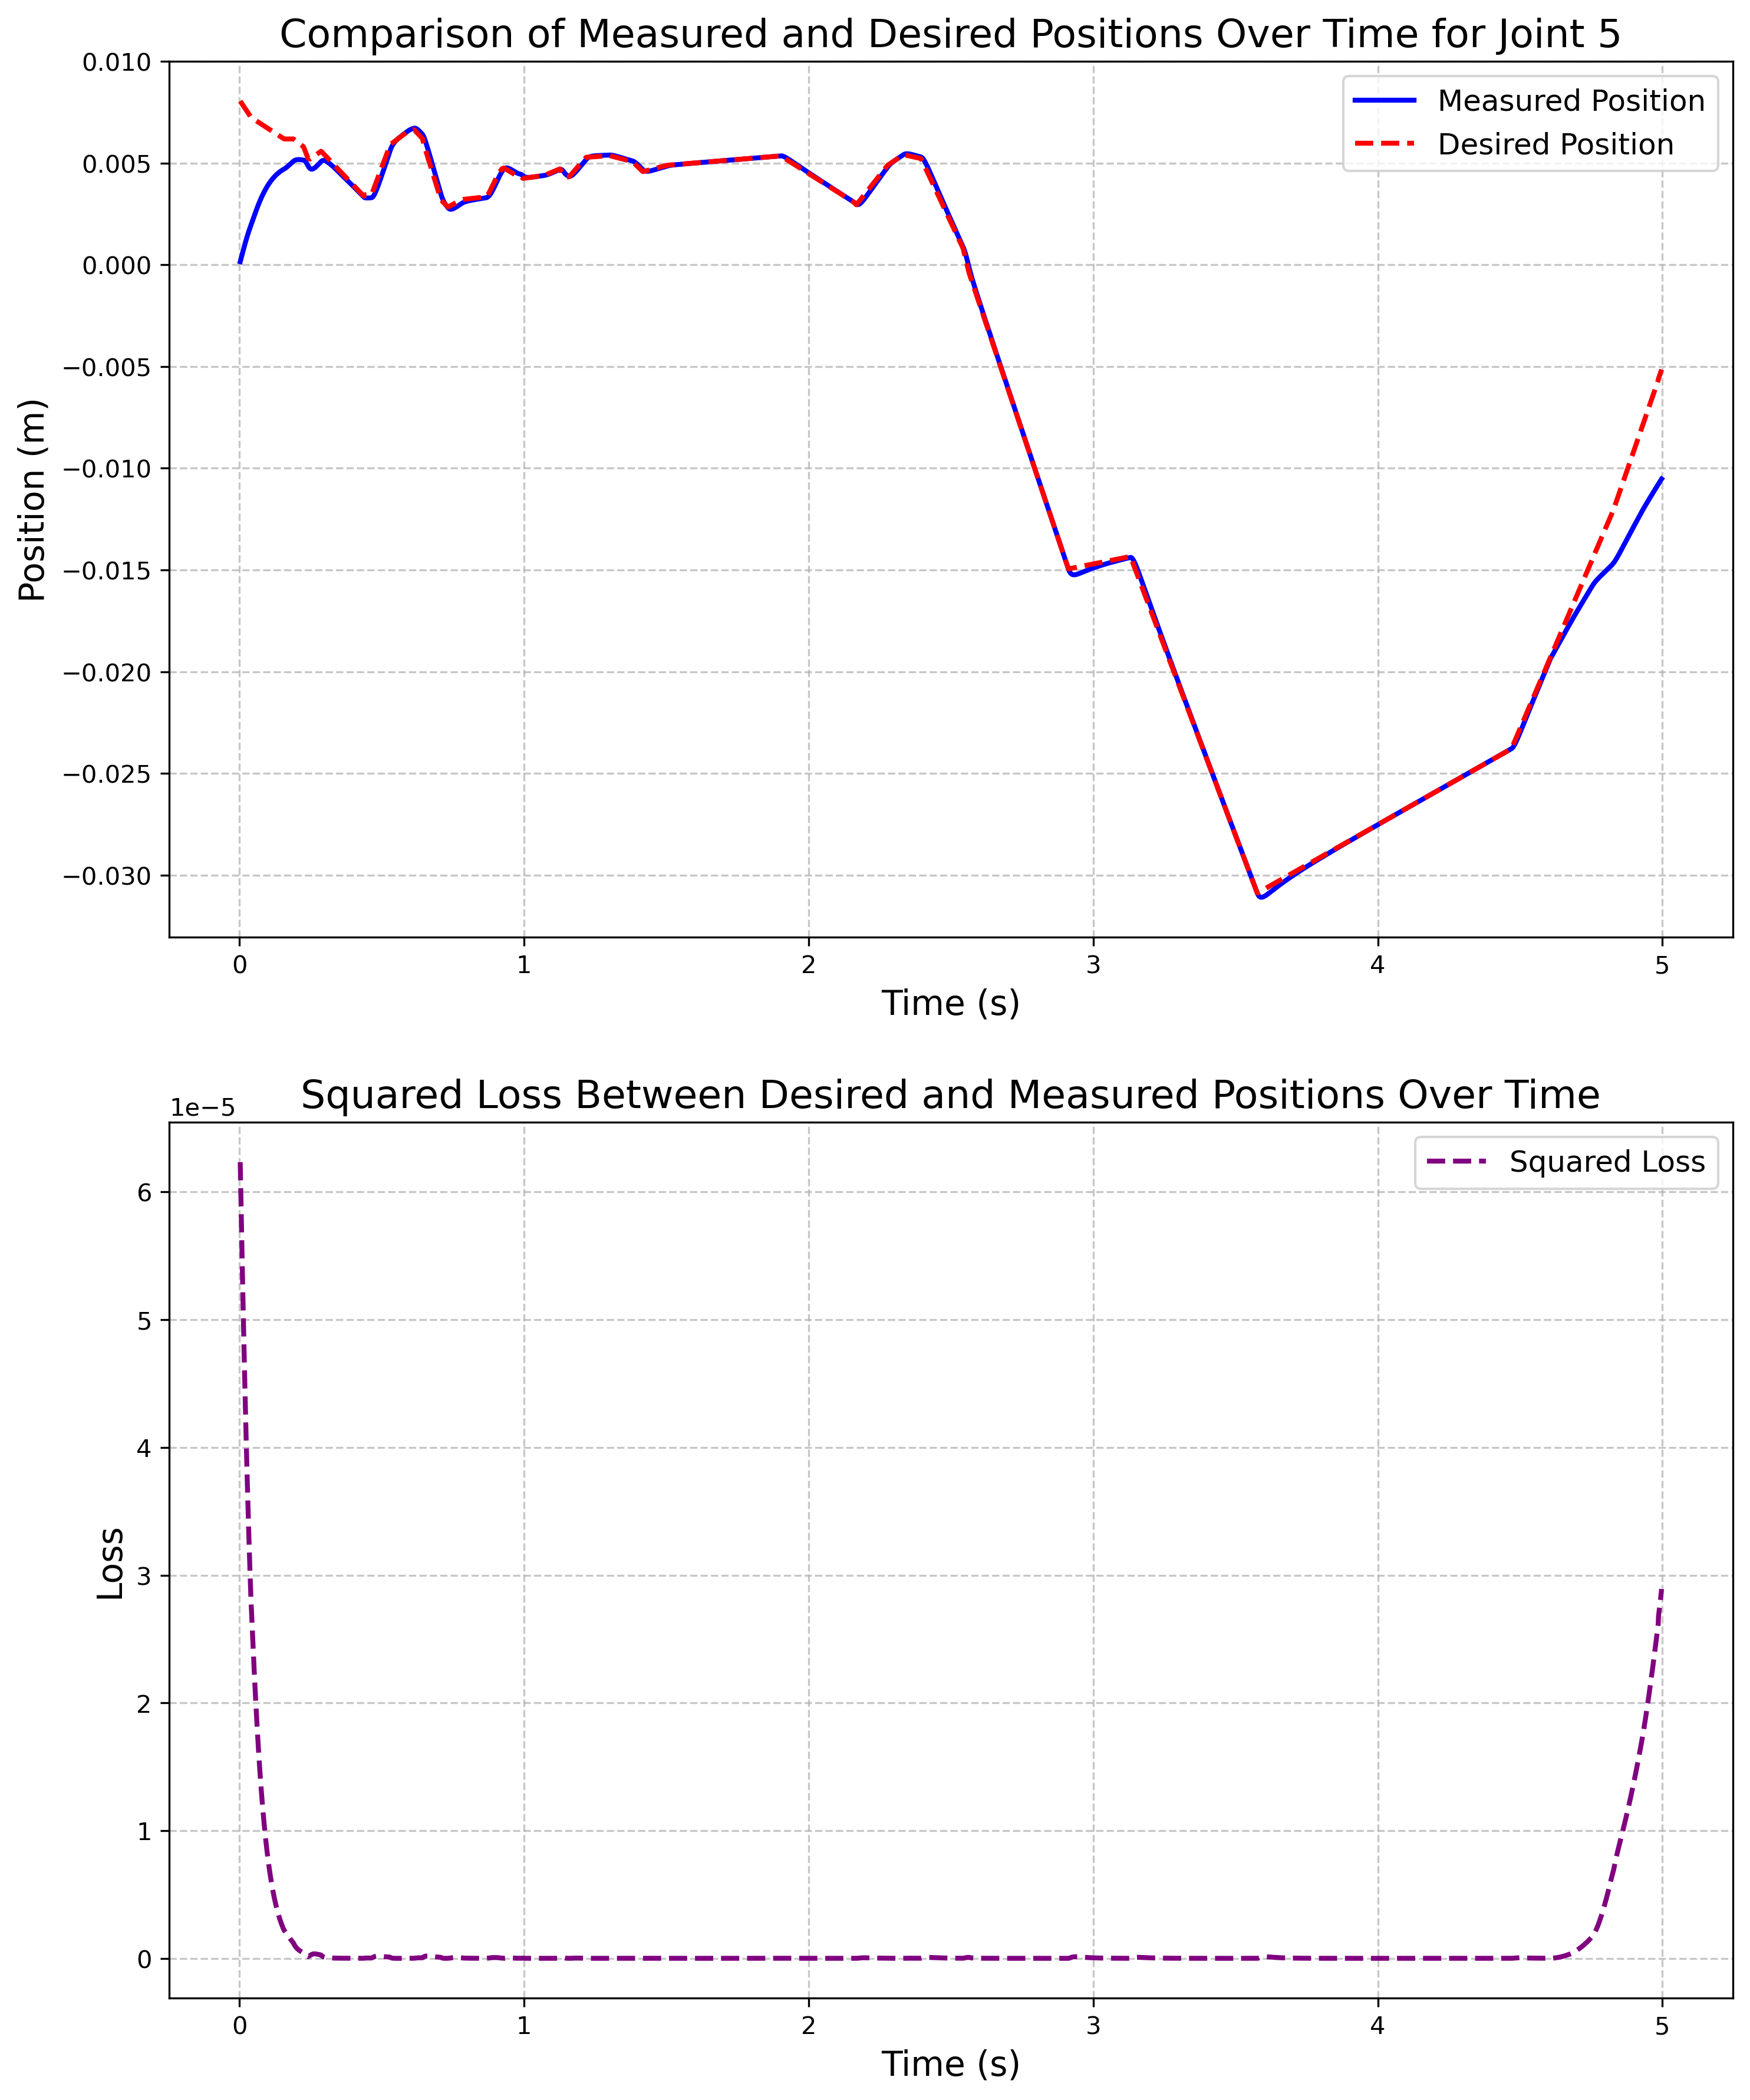 Comparison of Measured and Desired Positions Over Time for Joint 5
0.010
0.005
0.000
−0.005
−0.010
−0.015
−0.020
−0.025
−0.030
Position (m)
Measured Position
Desired Position
0 1 2 3 4 5
Time (s)
Squared Loss Between Desired and Measured Positions Over Time
1e−5
6
5
4
3
2
1
0
Loss
Squared Loss
0 1 2 3 4 5
Time (s)